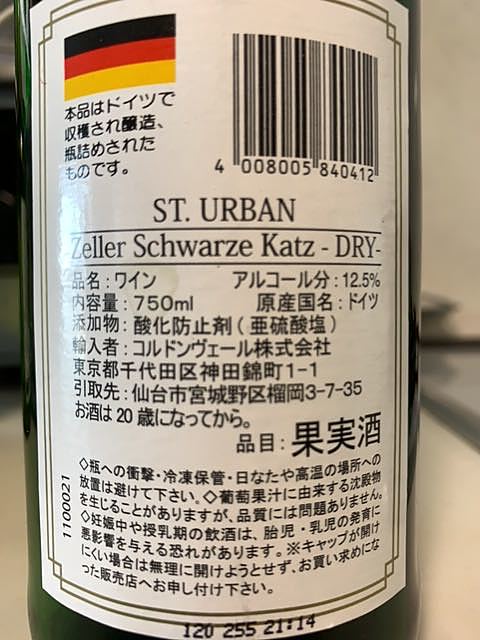 本品はドイツで
収穫され醸造、
瓶詰めされた
ものです。
4 008005 840412
ST. URBAN
Zeller Schwarze Katz - DRY-
品名：ワイン　アルコール分：12.5%
内容量：750ml　原産国名：ドイツ
添加物：酸化防止剤（亜硫酸塩）
輸入者：コルドンヴェール株式会社
東京都千代田区神田錦町1-1
引取先：仙台市宮城野区榴岡3-7-35
お酒は20歳になってから。
品目：果実酒
◇瓶への衝撃・冷凍保管・日なたや高温の場所への
放置は避けて下さい。◇葡萄果汁に由来する沈殿物
を生じることがありますが、品質には問題ありません。
◇妊娠中や授乳期の飲酒は、胎児・乳児の発育に
悪影響を与える恐れがあります。※キャップが開け
にくい場合は無理に開けようとせず、お買い求めにな
った販売店へお申し付け下さい。
1100021
120 255 21:14